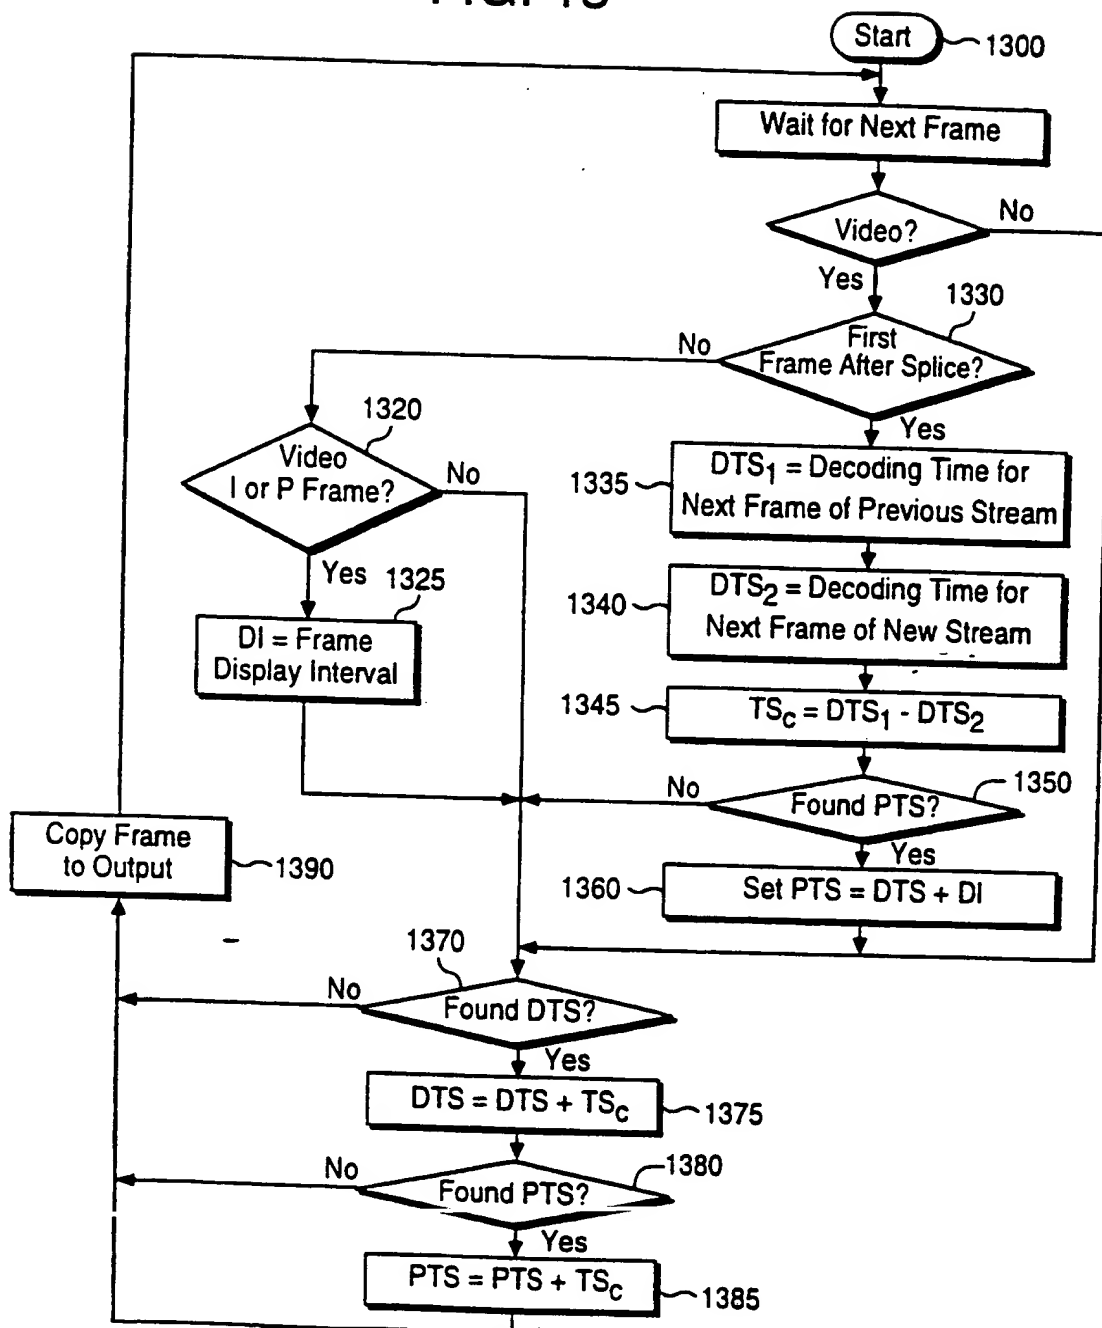 Start
1300
Wait for Next Frame
Video?
No
Yes
1330
First
Frame After Splice?
No
Yes
1320
Video
I or P Frame?
No
Yes
1335
DTS1 = Decoding Time for
Next Frame of Previous Stream
1325
DI = Frame
Display Interval
1340
DTS2 = Decoding Time for
Next Frame of New Stream
1345
TSC = DTS1 - DTS2
1350
Found PTS?
No
Yes
Copy Frame
to Output
1390
1360
Set PTS = DTS + DI
1370
Found DTS?
No
Yes
DTS = DTS + TSC
1375
1380
Found PTS?
No
Yes
PTS = PTS + TSC
1385